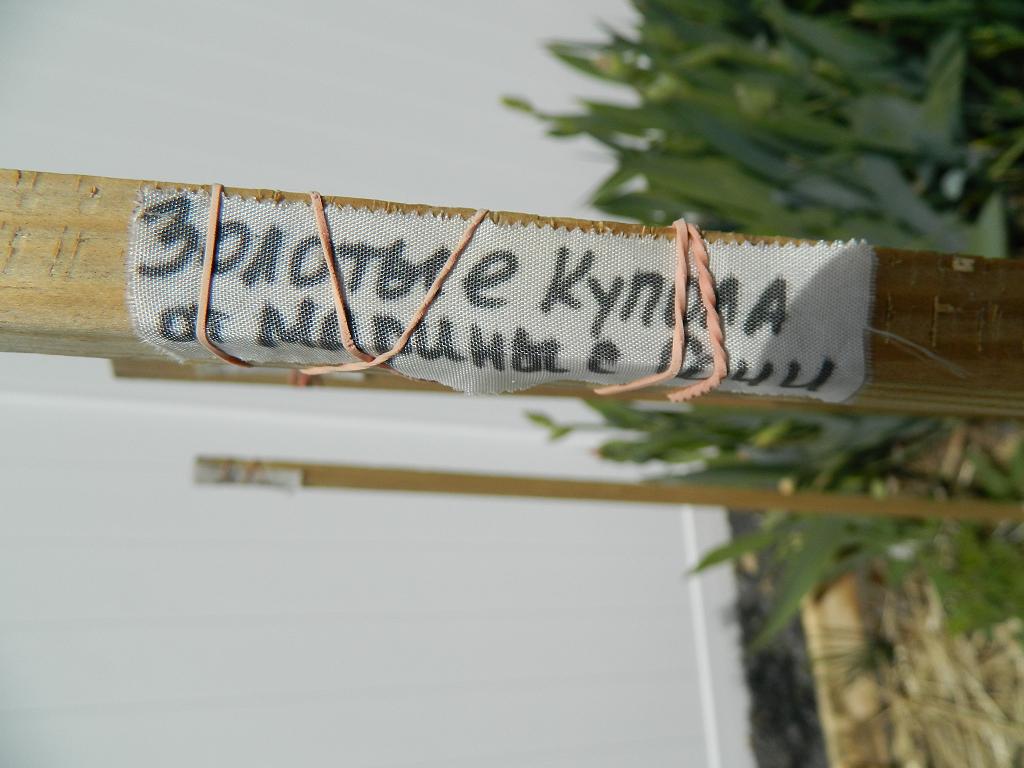 Золотые Купола
от Марины с